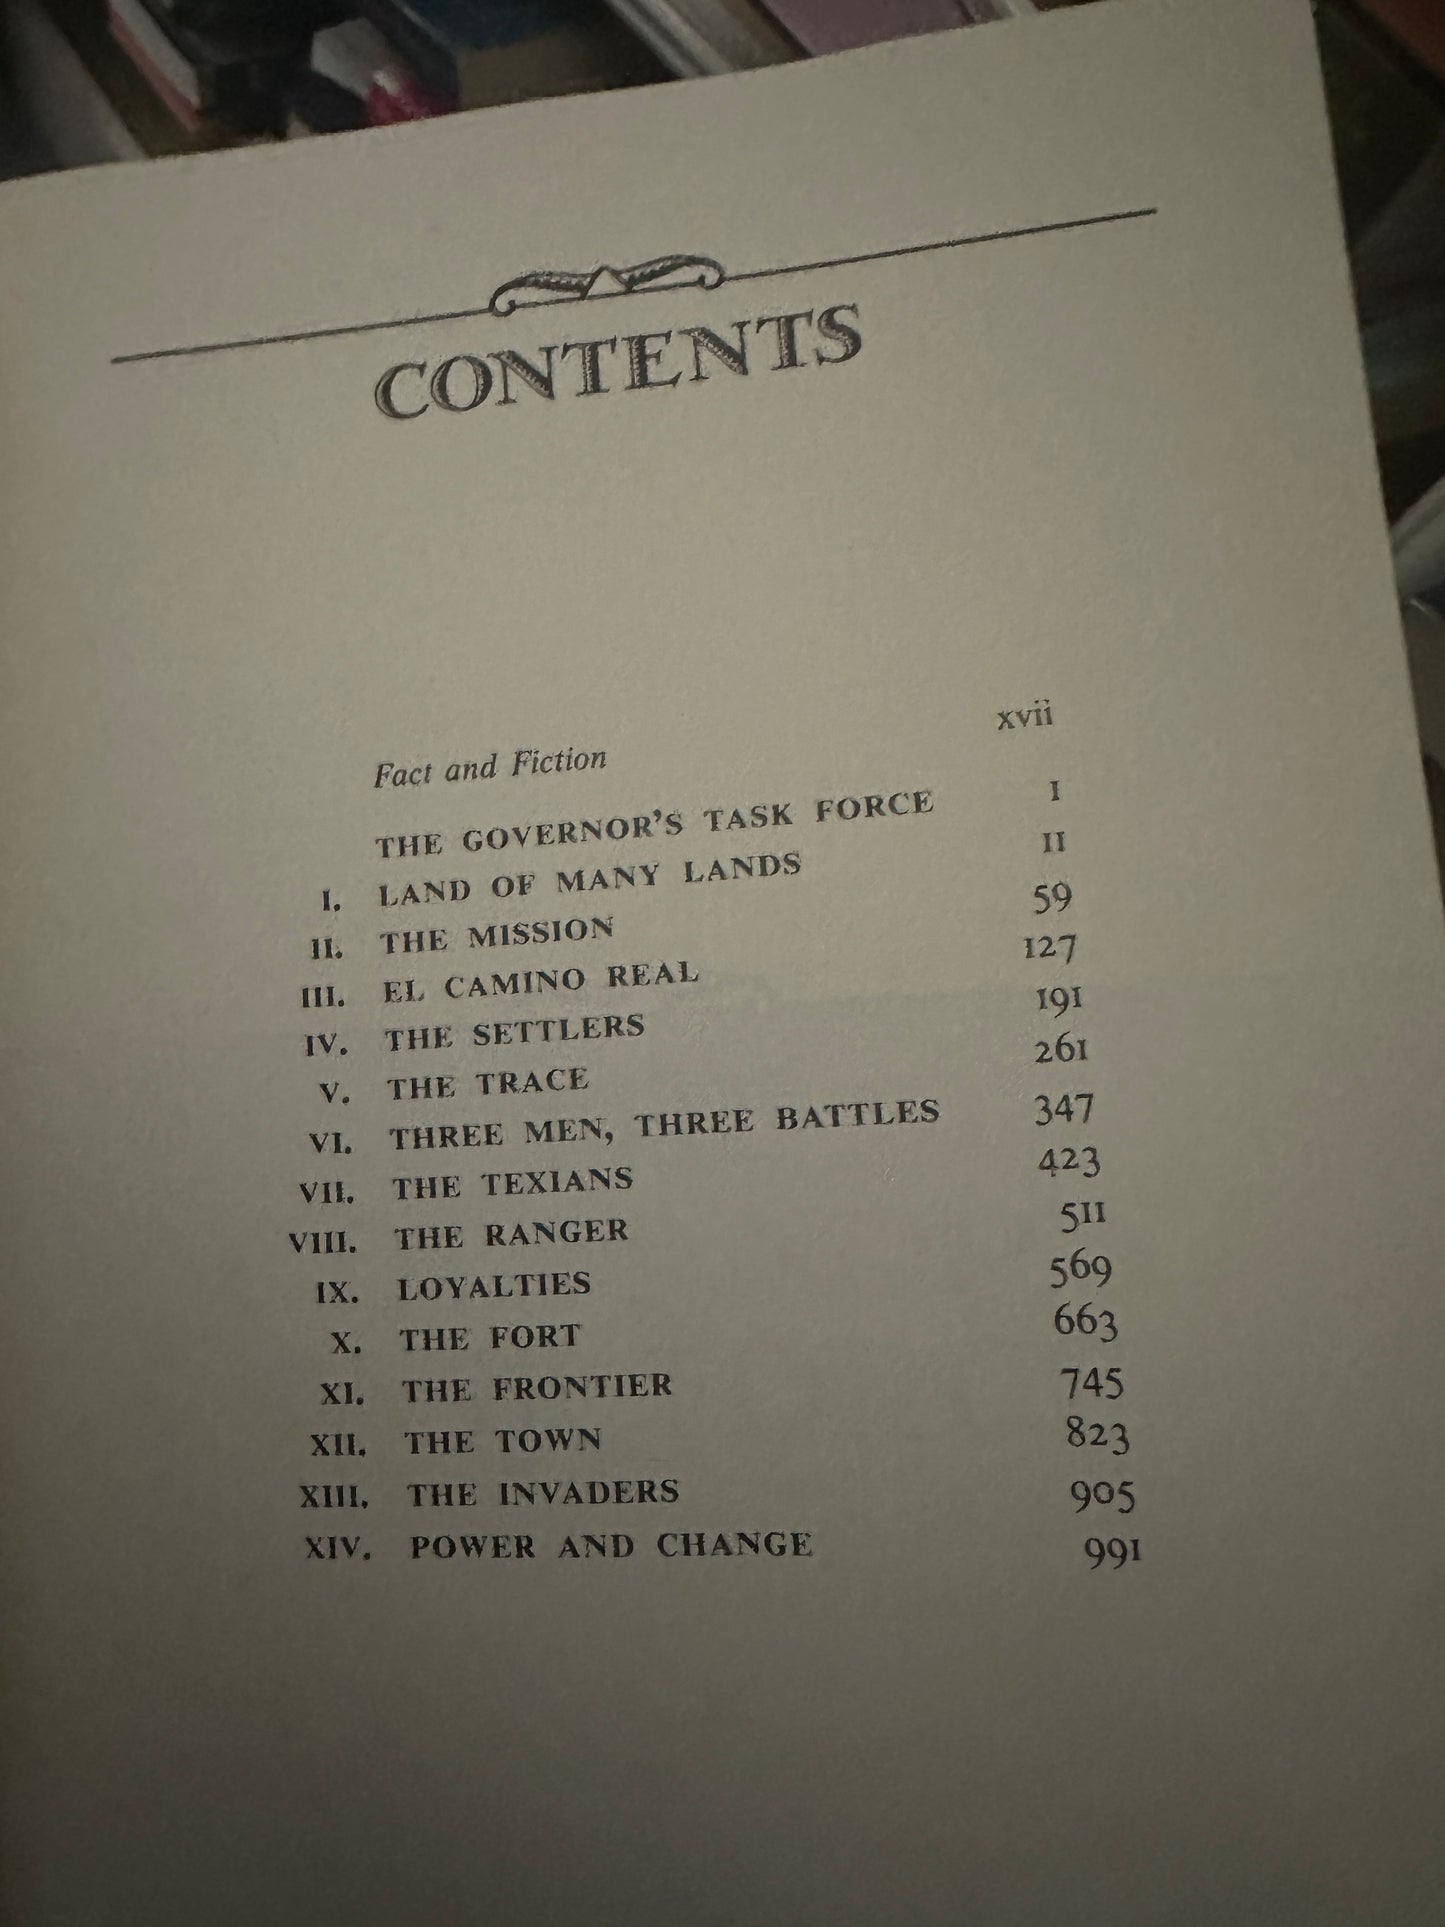 CONTENTS
Fact and Fiction xvii
THE GOVERNOR'S TASK FORCE I
I. LAND OF MANY LANDS II
II. THE MISSION 59
III. EL CAMINO REAL 127
IV. THE SETTLERS 191
V. THE TRACE 261
VI. THREE MEN, THREE BATTLES 347
VII. THE TEXIANS 423
VIII. THE RANGER 511
IX. LOYALTIES 569
X. THE FORT 663
XI. THE FRONTIER 745
XII. THE TOWN 823
XIII. THE INVADERS 905
XIV. POWER AND CHANGE 991